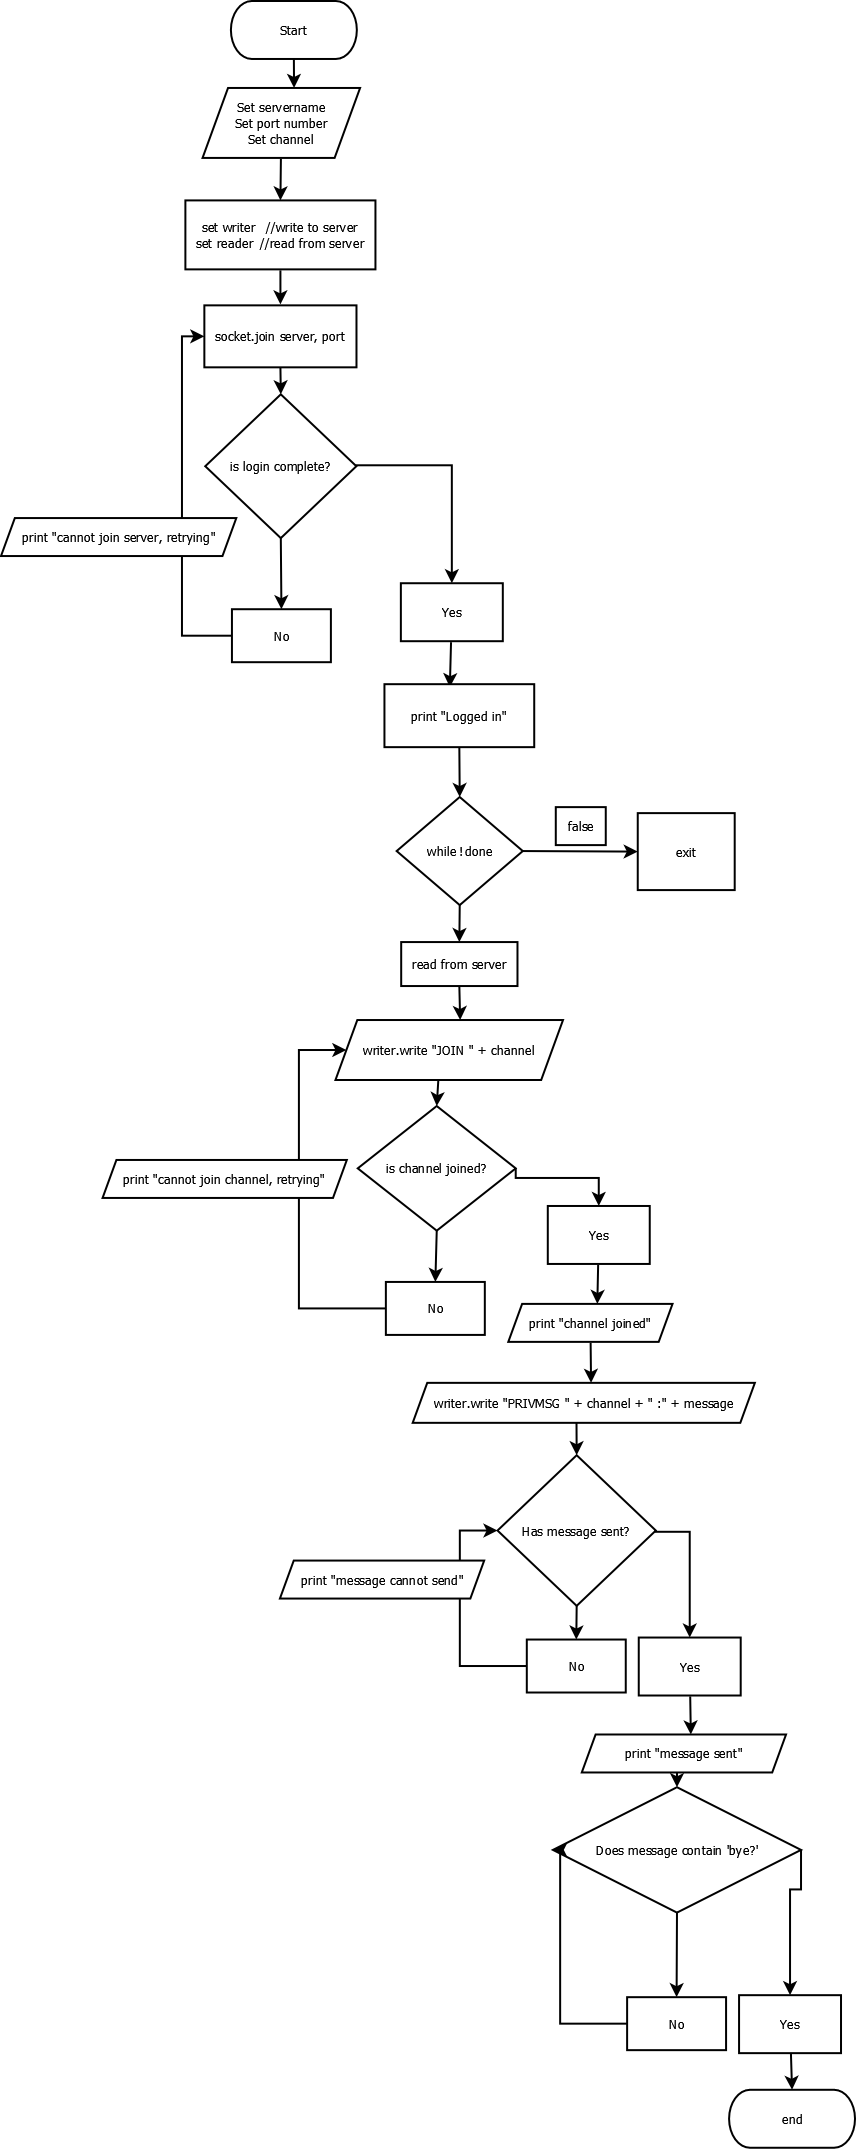 Start
Set servername
Set port number
Set channel
set writer  //write to server
set reader //read from server
socket.join server, port
is login complete?
print "cannot join server, retrying"
No
Yes
print "Logged in"
while !done
false
exit
read from server
writer.write "JOIN " + channel
is channel joined?
print "cannot join channel, retrying"
Yes
No
print "channel joined"
writer.write "PRIVMSG " + channel + " :" + message
Has message sent?
print "message cannot send"
No
Yes
print "message sent"
Does message contain 'bye?'
No
Yes
end